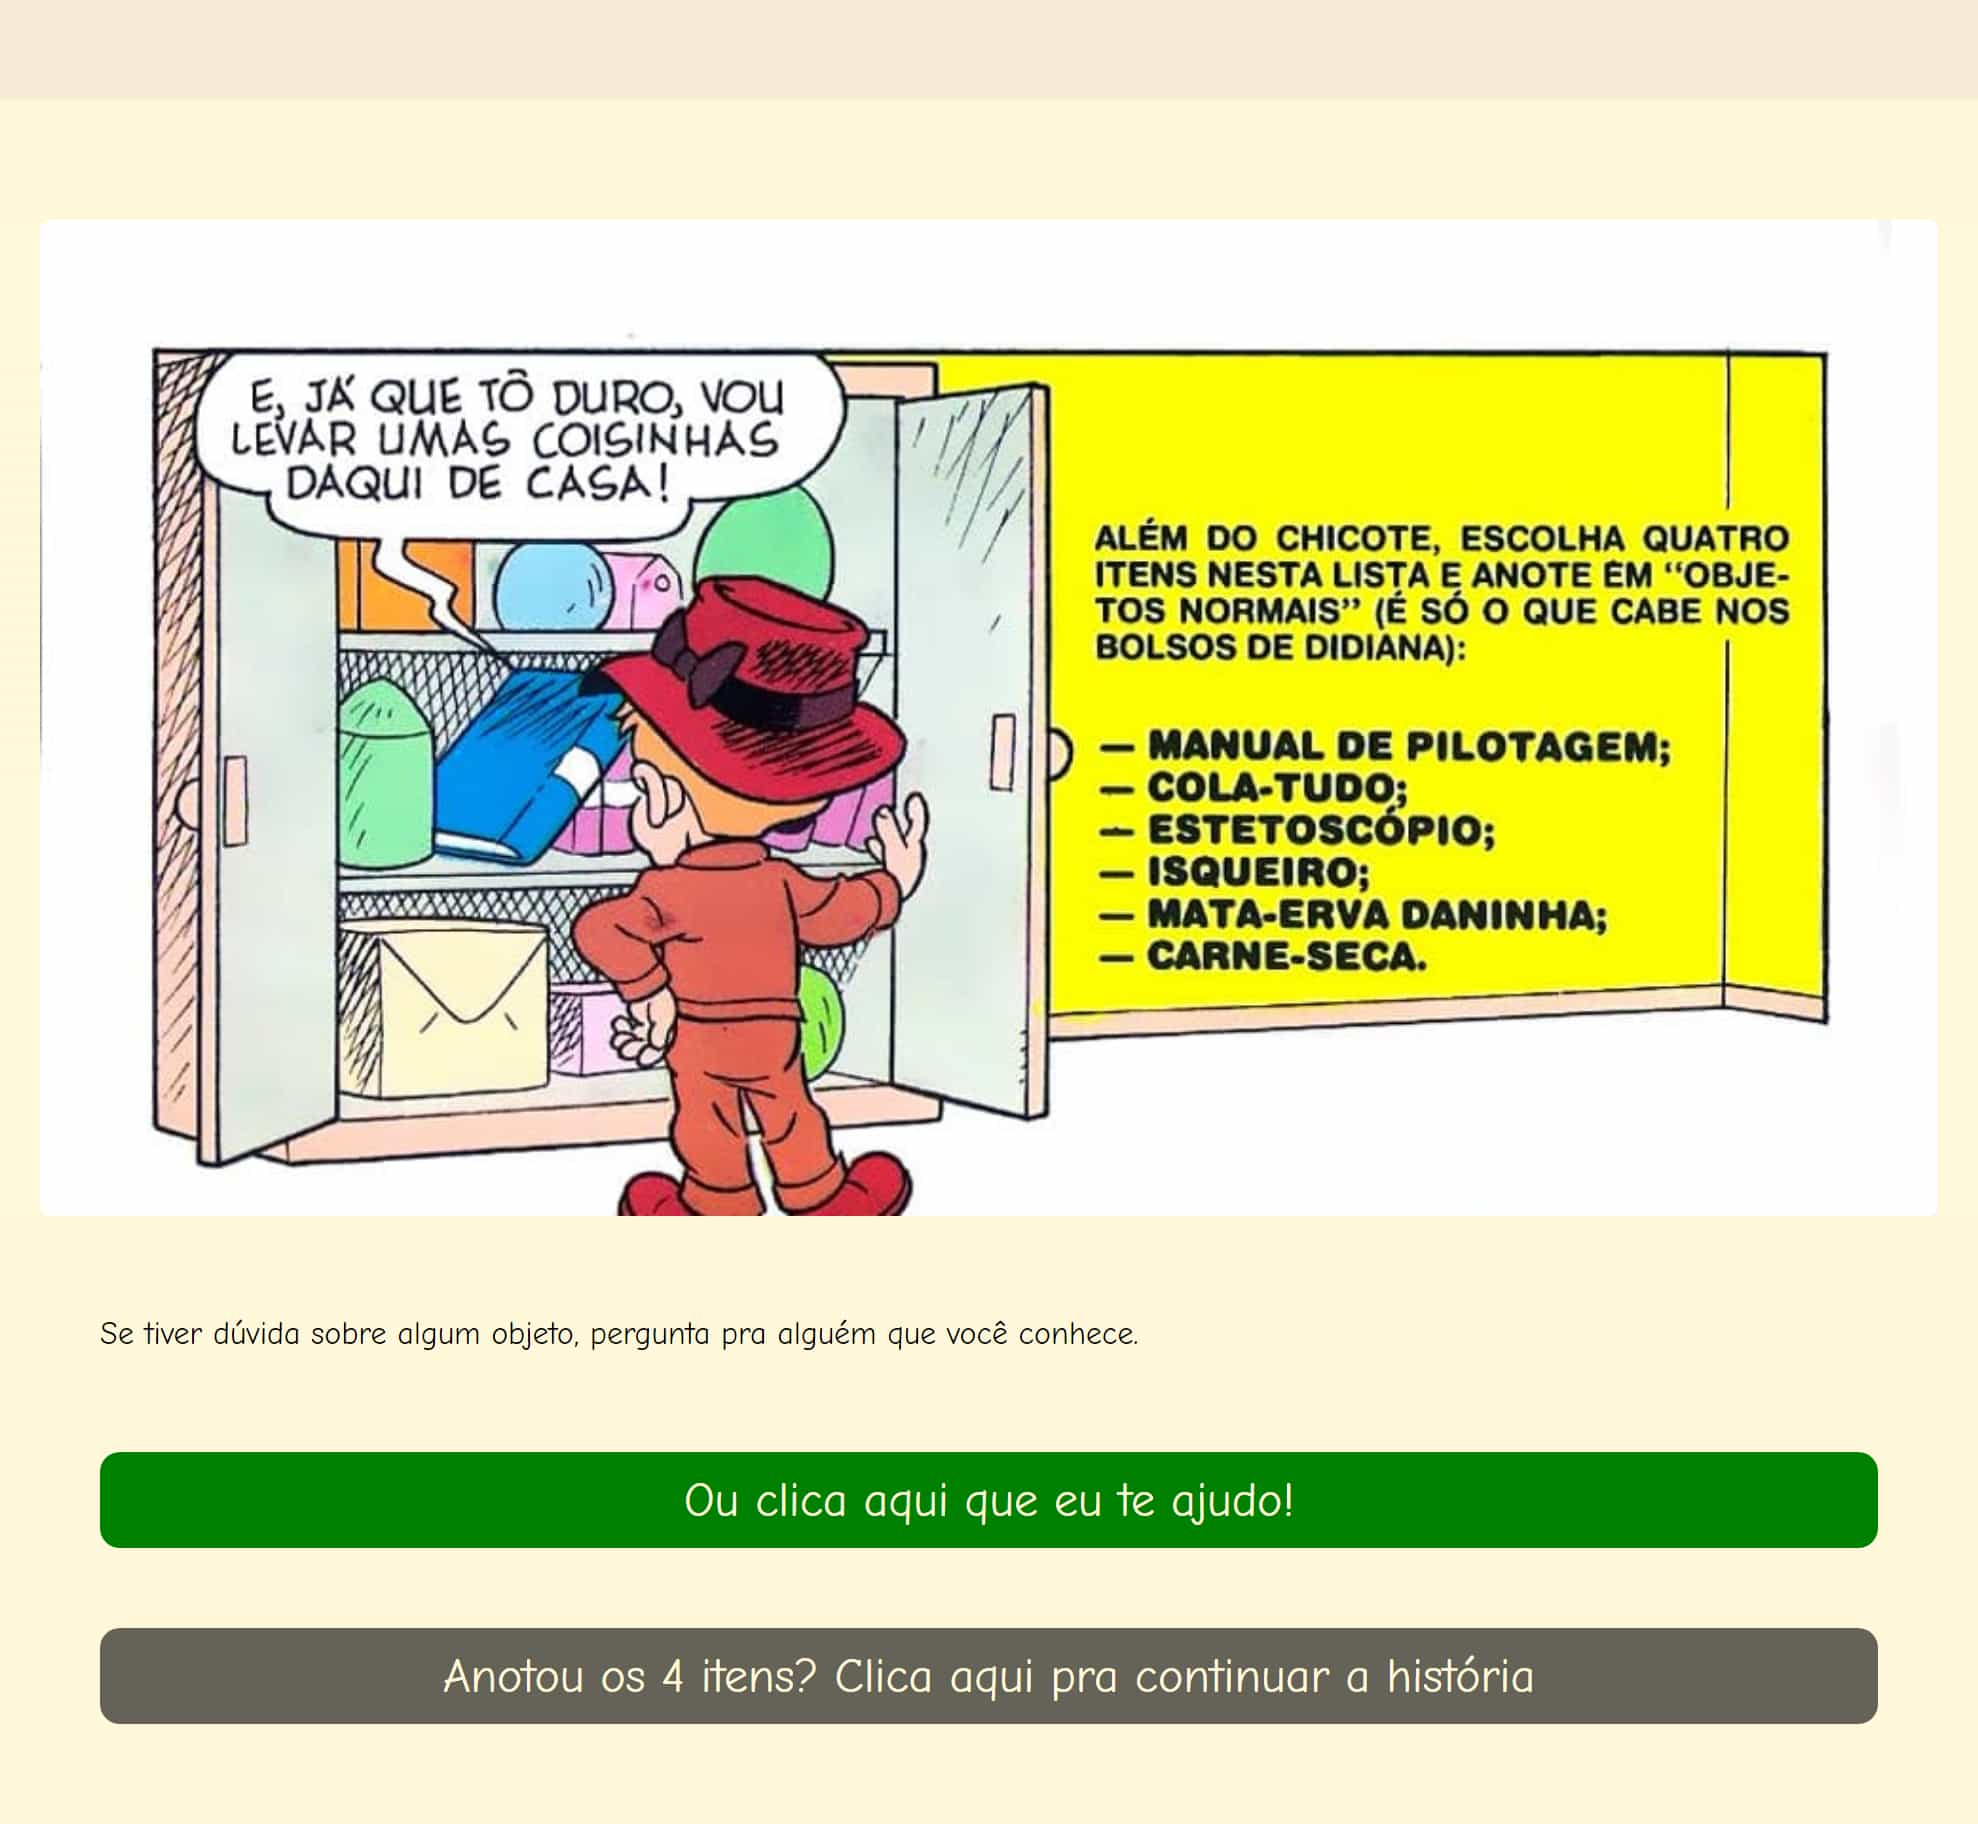 E, JÁ QUE TÔ DURO, VOU
LEVAR UMAS COISINHAS
DAQUI DE CASA!
ALÉM DO CHICOTE, ESCOLHA QUATRO
ITENS NESTA LISTA E ANOTE EM “OBJE-
TOS NORMAIS” (É SÓ O QUE CABE NOS
BOLSOS DE DIDIANA):
— MANUAL DE PILOTAGEM;
— COLA-TUDO;
— ESTETOSCÓPIO;
— ISQUEIRO;
— MATA-ERVA DANINHA;
— CARNE-SECA.
Se tiver dúvida sobre algum objeto, pergunta pra alguém que você conhece.
Ou clica aqui que eu te ajudo!
Anotou os 4 itens? Clica aqui pra continuar a história